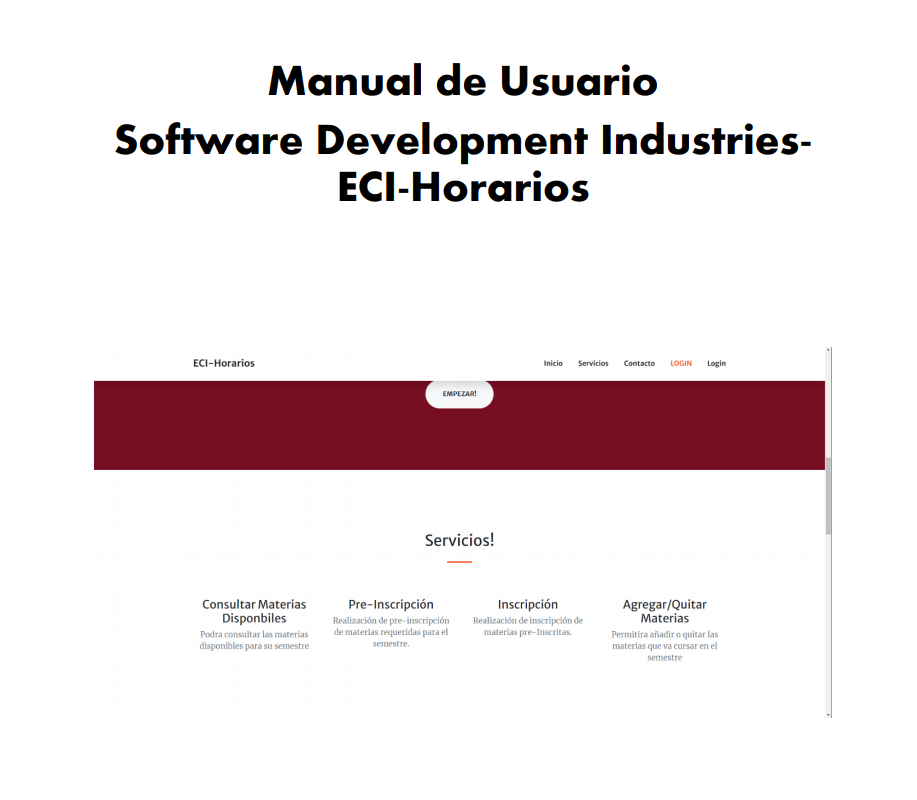 Manual de Usuario
Software Development Industries-
ECI-Horarios
ECI-Horarios
Inicio
Servicios
Contacto
LOGIN
Login
EMPEZAR!
Servicios!
Consultar Materias
Disponbiles
Podra consultar las materias
disponibles para su semestre
Pre-Inscripción
Realización de pre-inscripción
de materias requeridas para el
semestre.
Inscripción
Realización de inscripción de
materias pre-Inscritas.
Agregar/Quitar
Materias
Permitira añadir o quitar las
materias que va cursar en el
semestre